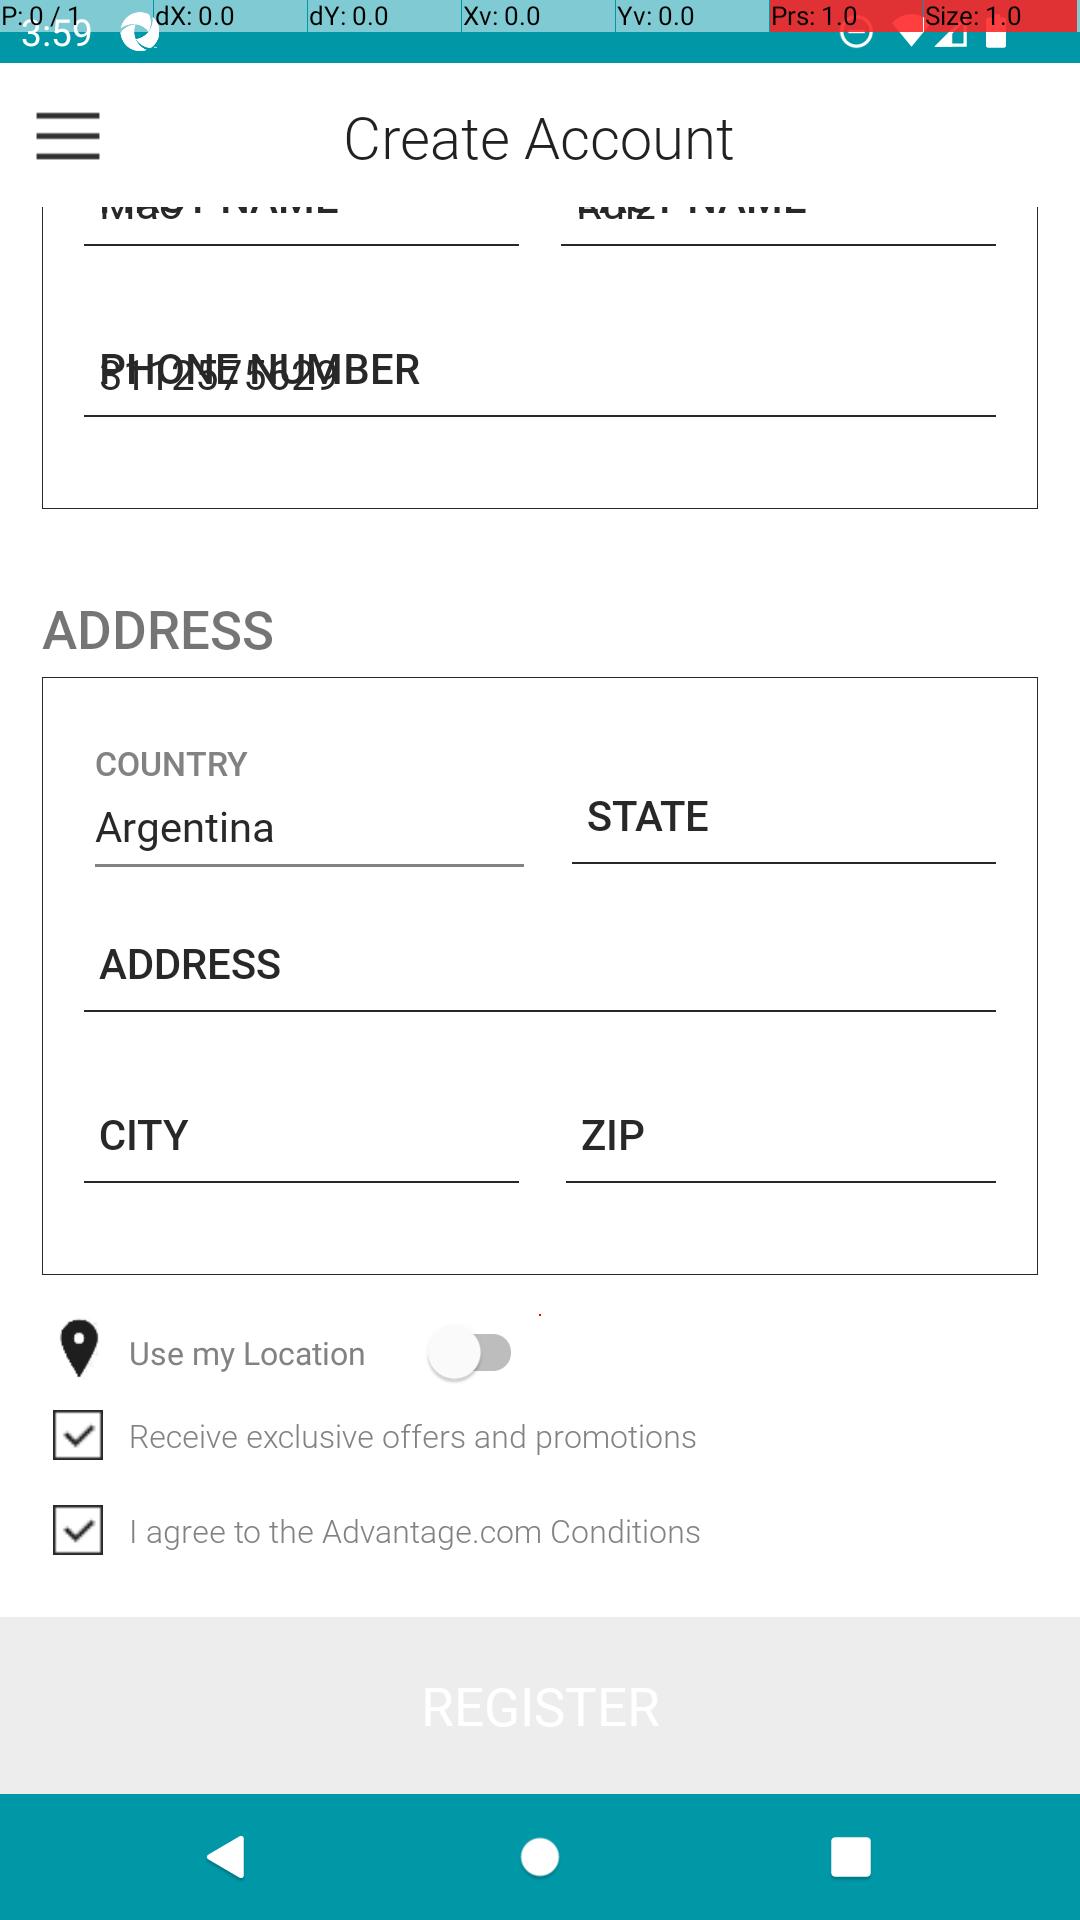 P: 0 / 1 dX: 0.0 dY: 0.0 Xv: 0.0 Yv: 0.0 Prs: 1.0 Size: 1.0
3:59
Create Account
NAME NAME
PHONE NUMBER
3112575629
ADDRESS
COUNTRY
Argentina
STATE
ADDRESS
CITY ZIP
Use my Location
Receive exclusive offers and promotions
I agree to the Advantage.com Conditions
REGISTER